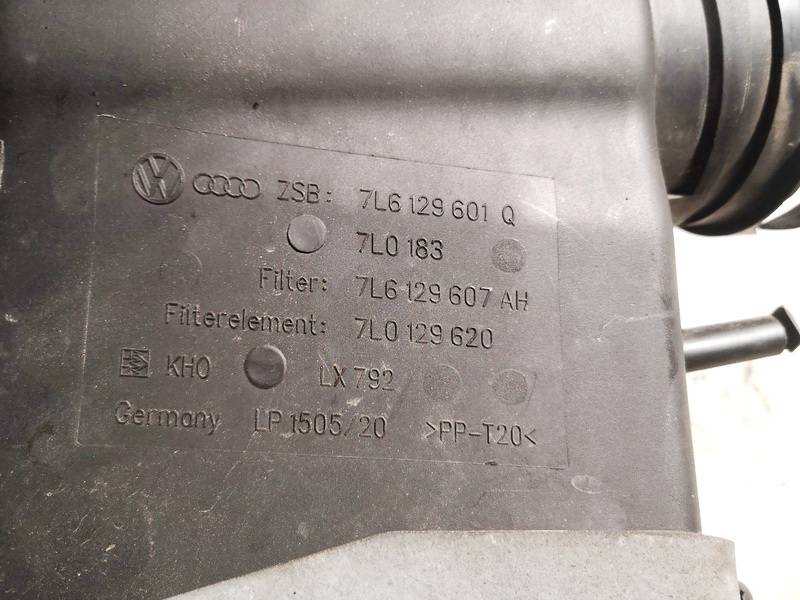 ZSB: 7L6 129 601 Q
7L0 183
Filter: 7L6 129 607 AH
Filterelement: 7L0 129 620
KHO LX 792
Germany LP 1505/20 >PP-T20<